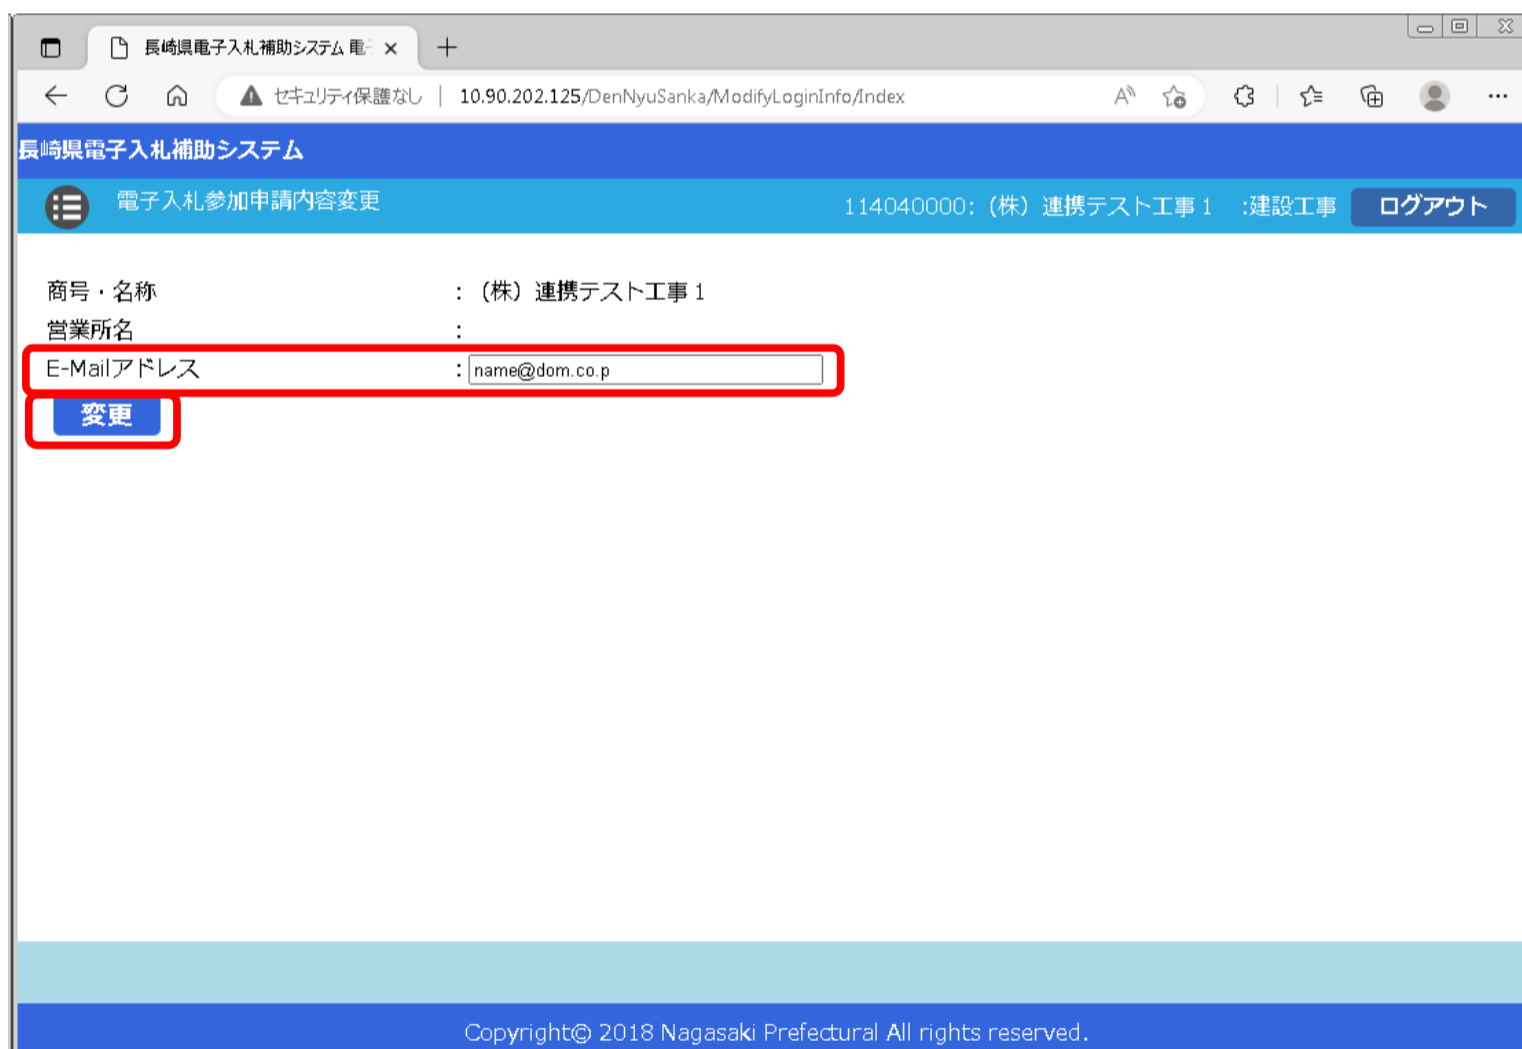 長崎県電子入札補助システム 電
セキュリティ保護なし | 10.90.202.125/DenNyuSanka/ModifyLoginInfo/Index
長崎県電子入札補助システム
電子入札参加申請内容変更 114040000:（株）連携テスト工事１ :建設工事 ログアウト
商号・名称 :（株）連携テスト工事１
営業所名 :
E-Mailアドレス : name@dom.co.p
変更
Copyright© 2018 Nagasaki Prefectural All rights reserved.